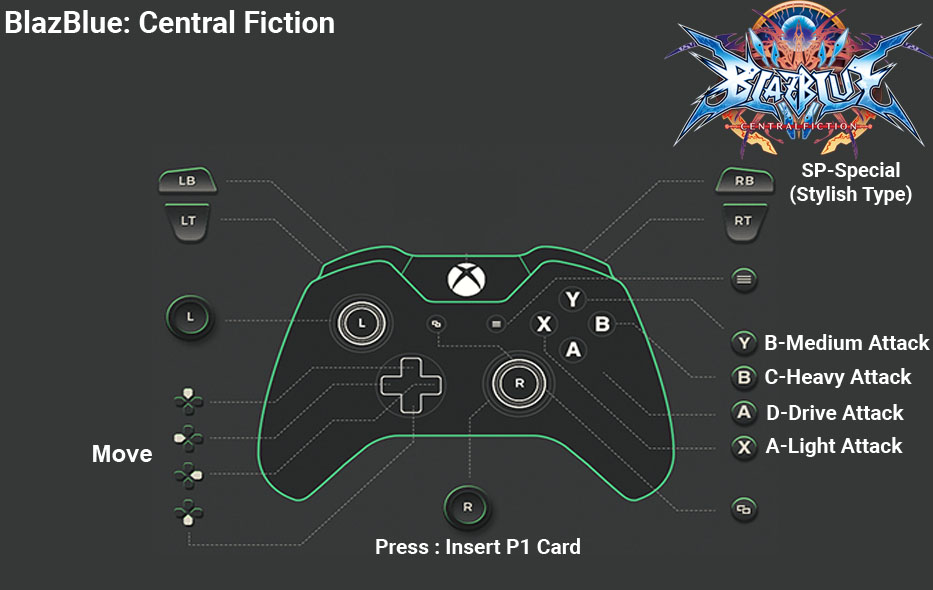 BlazBlue: Central Fiction
BLAZBLUE
CENTRALFICTION
LB
RB
SP-Special
(Stylish Type)
LT
RT
L
L
Y
X
B
A
R
Y B-Medium Attack
B C-Heavy Attack
A D-Drive Attack
X A-Light Attack
Move
R
Press : Insert P1 Card